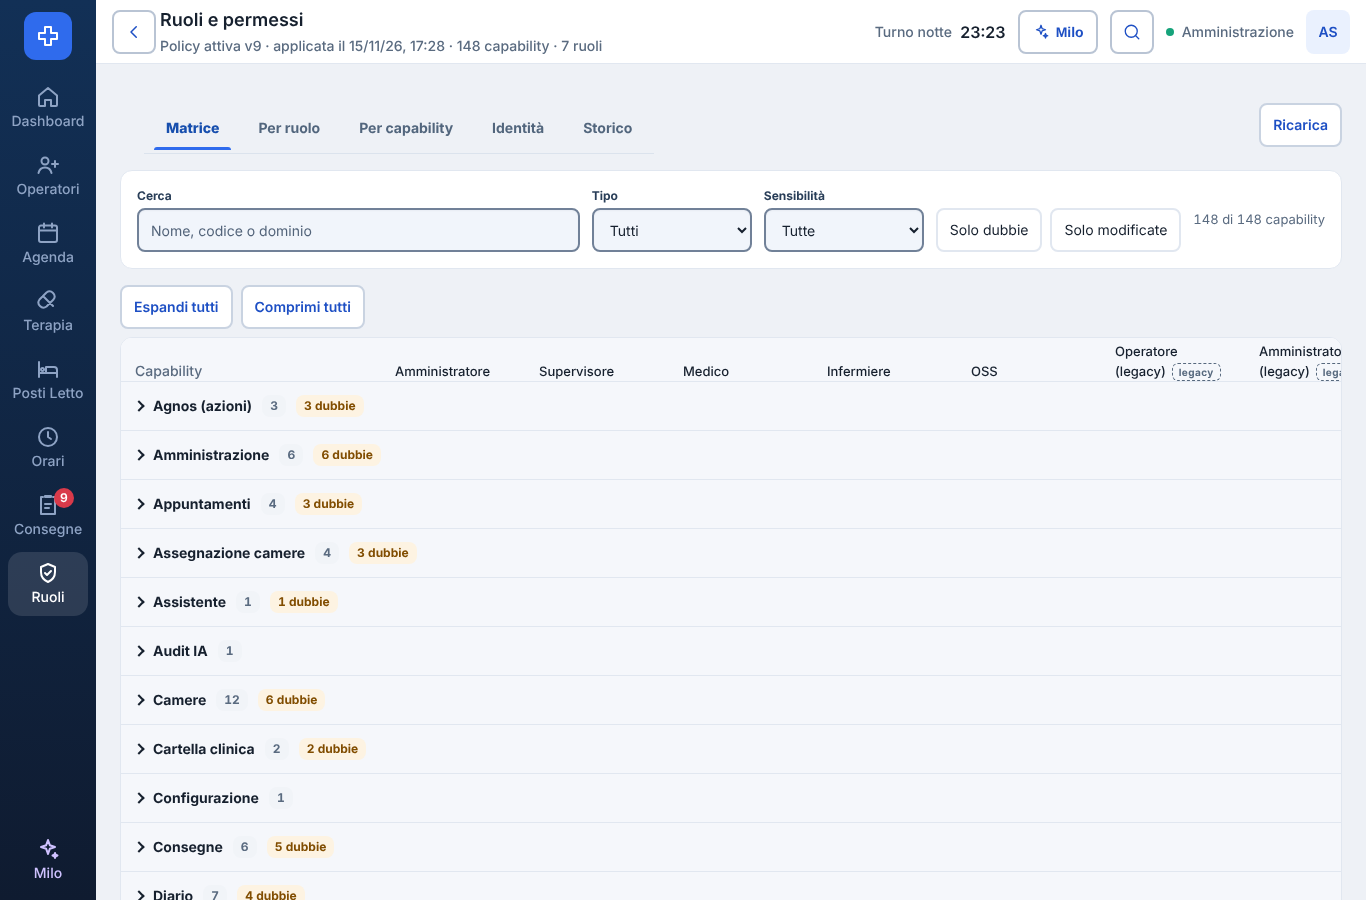 Ruoli e permessi
Policy attiva v9 · applicata il 15/11/26, 17:28 · 148 capability · 7 ruoli
Turno notte 23:23
Milo
Amministrazione
AS
Dashboard
Operatori
Agenda
Terapia
Posti Letto
Orari
9
Consegne
Ruoli
Milo
Matrice
Per ruolo
Per capability
Identità
Storico
Ricarica
Cerca
Nome, codice o dominio
Tipo
Tutti
Sensibilità
Tutte
Solo dubbie
Solo modificate
148 di 148 capability
Espandi tutti
Comprimi tutti
Capability
Amministratore
Supervisore
Medico
Infermiere
OSS
Operatore
(legacy) legacy
Amministrato
(legacy) lega
Agnos (azioni) 3 3 dubbie
Amministrazione 6 6 dubbie
Appuntamenti 4 3 dubbie
Assegnazione camere 4 3 dubbie
Assistente 1 1 dubbie
Audit IA 1
Camere 12 6 dubbie
Cartella clinica 2 2 dubbie
Configurazione 1
Consegne 6 5 dubbie
Diario 7 4 dubbie